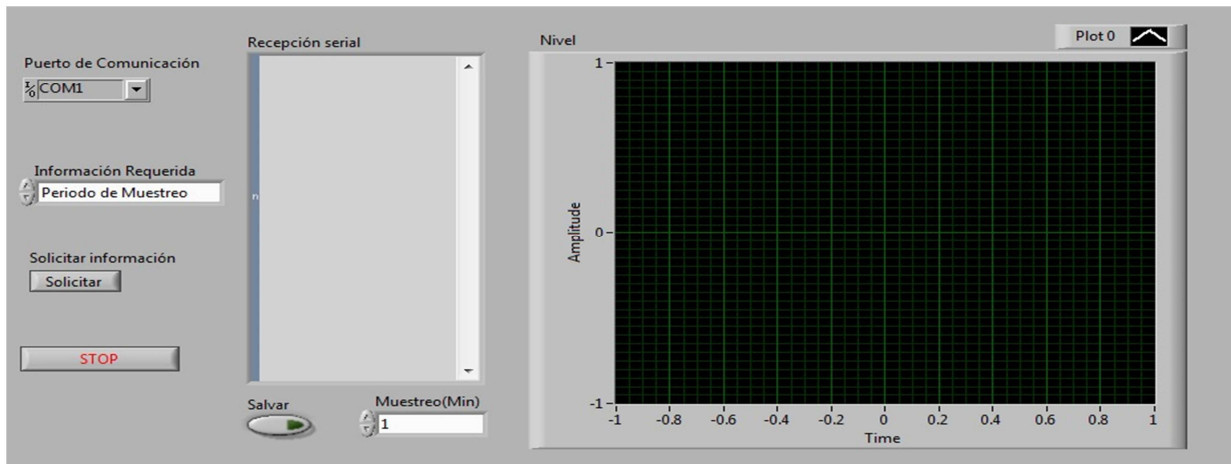 Puerto de Comunicación
I/O COM1
Información Requerida
Periodo de Muestreo
Solicitar información
Solicitar
STOP
Recepción serial
n
Salvar
Muestreo(Min)
1
Nivel
Plot 0
Amplitude
1
0
-1
-1 -0.8 -0.6 -0.4 -0.2 0 0.2 0.4 0.6 0.8 1
Time